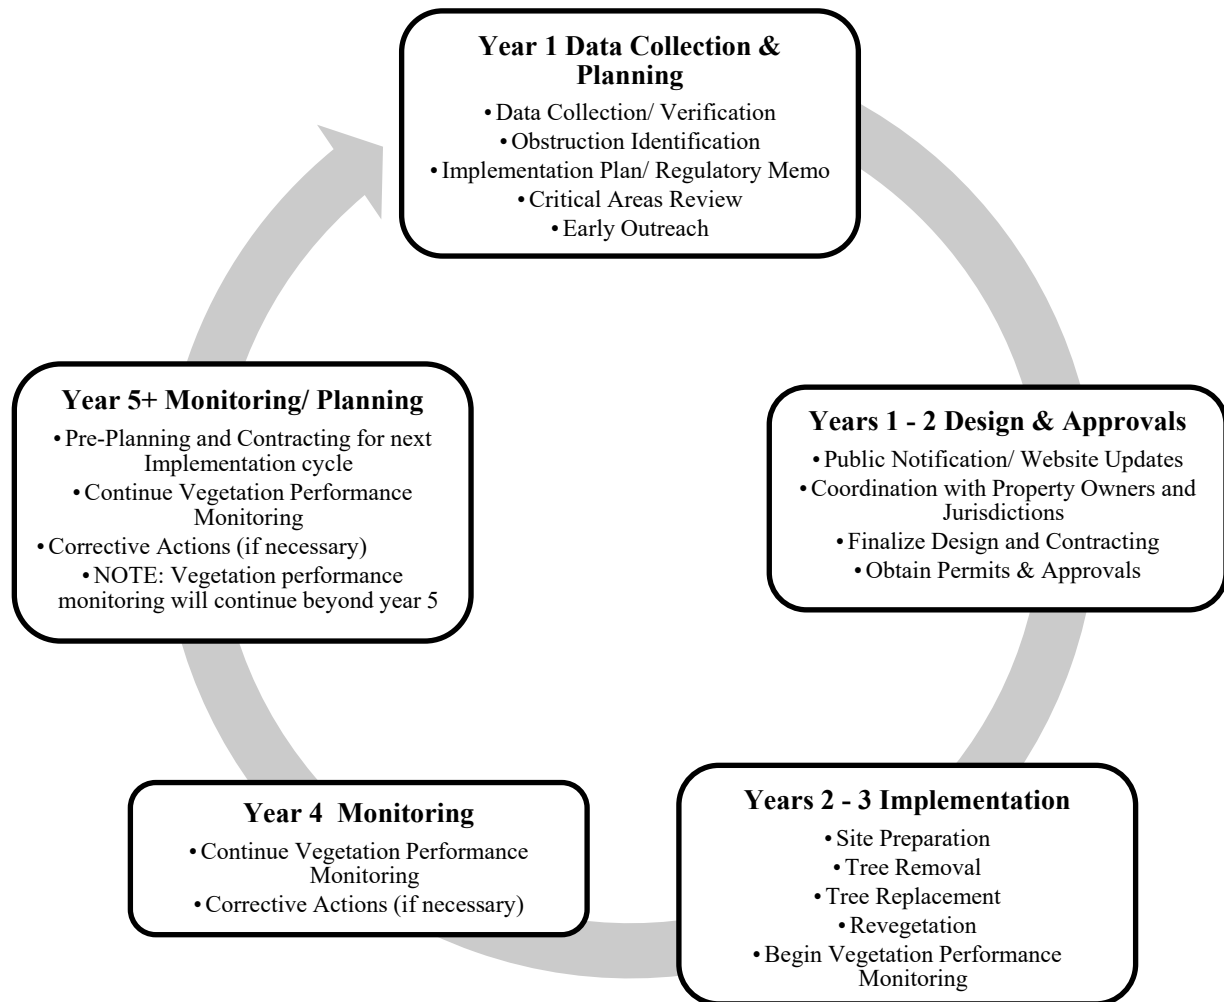 Year 1 Data Collection &
Planning
• Data Collection/ Verification
• Obstruction Identification
• Implementation Plan/ Regulatory Memo
• Critical Areas Review
• Early Outreach
Years 1 - 2 Design & Approvals
• Public Notification/ Website Updates
• Coordination with Property Owners and
Jurisdictions
• Finalize Design and Contracting
• Obtain Permits & Approvals
Years 2 - 3 Implementation
• Site Preparation
• Tree Removal
• Tree Replacement
• Revegetation
• Begin Vegetation Performance
Monitoring
Year 4  Monitoring
• Continue Vegetation Performance
Monitoring
• Corrective Actions (if necessary)
Year 5+ Monitoring/ Planning
• Pre-Planning and Contracting for next
Implementation cycle
• Continue Vegetation Performance
Monitoring
• Corrective Actions (if necessary)
• NOTE: Vegetation performance
monitoring will continue beyond year 5